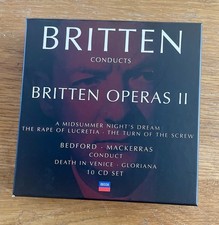 BRITTEN
CONDUCTS
BRITTEN OPERAS II
A MIDSUMMER NIGHT'S DREAM
THE RAPE OF LUCRETIA · THE TURN OF THE SCREW
BEDFORD · MACKERRAS
CONDUCT
DEATH IN VENICE · GLORIANA
10 CD SET
DECCA